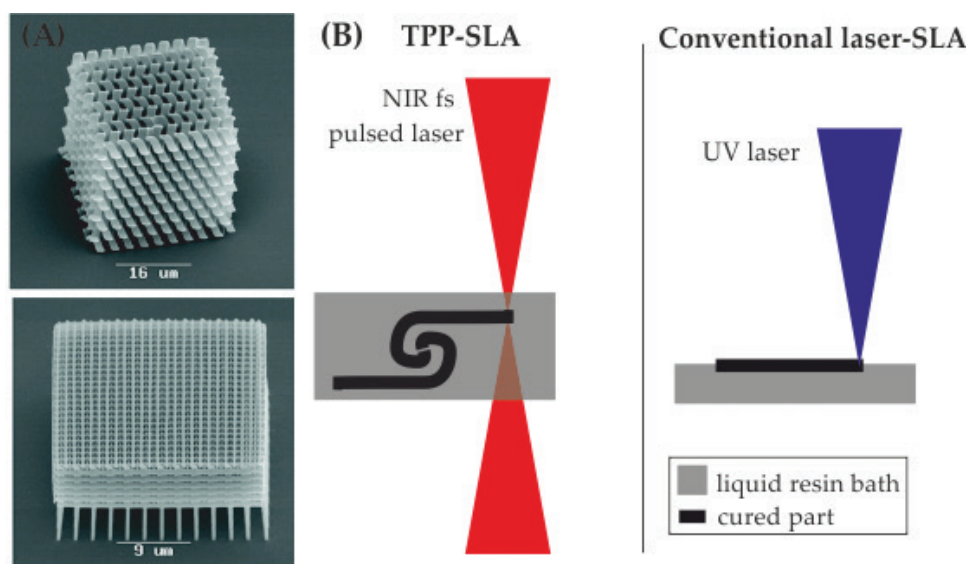 (A)
16 um
9 um
(B) TPP-SLA
NIR fs
pulsed laser
Conventional laser-SLA
UV laser
liquid resin bath
cured part